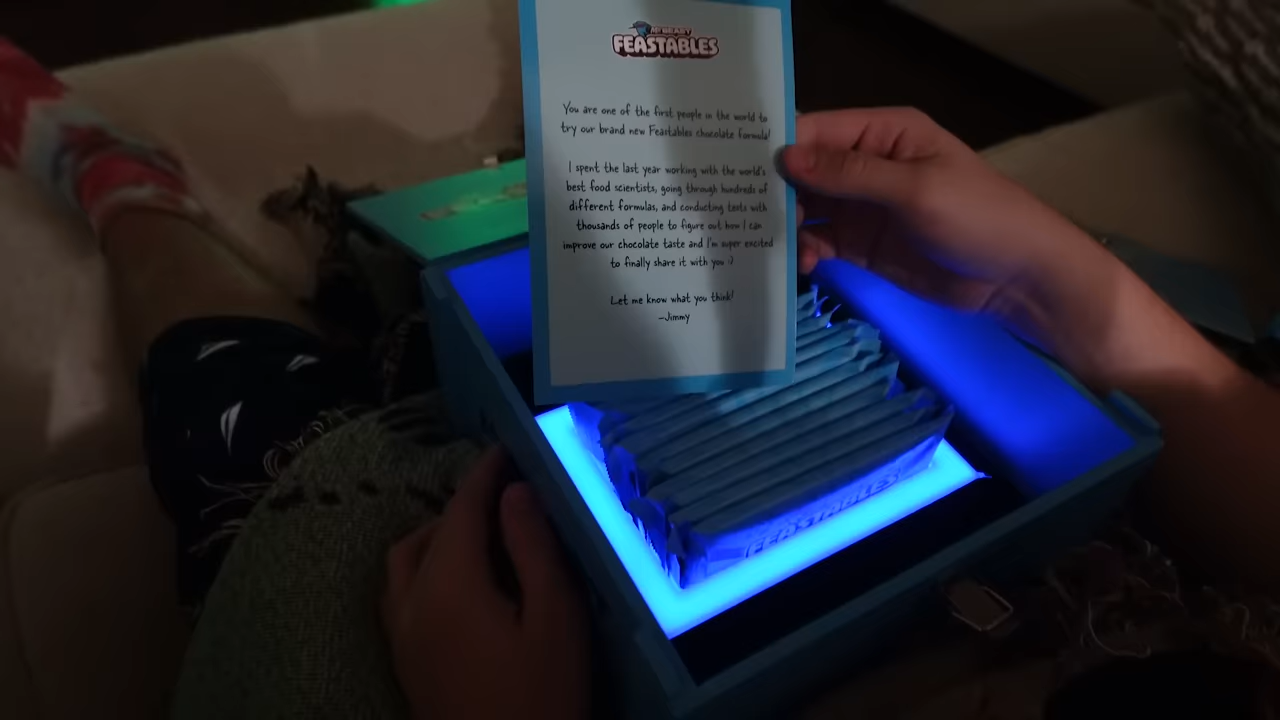 MRBEAST
FEASTABLES
You are one of the first people in the world to
try our brand new Feastables chocolate formula!
I spent the last year working with the world's
best food scientists, going through hundreds of
different formulas, and conducting tests with
thousands of people to figure out how I can
improve our chocolate taste and I'm super excited
to finally share it with you :)
Let me know what you think!
-Jimmy
FEASTABLES